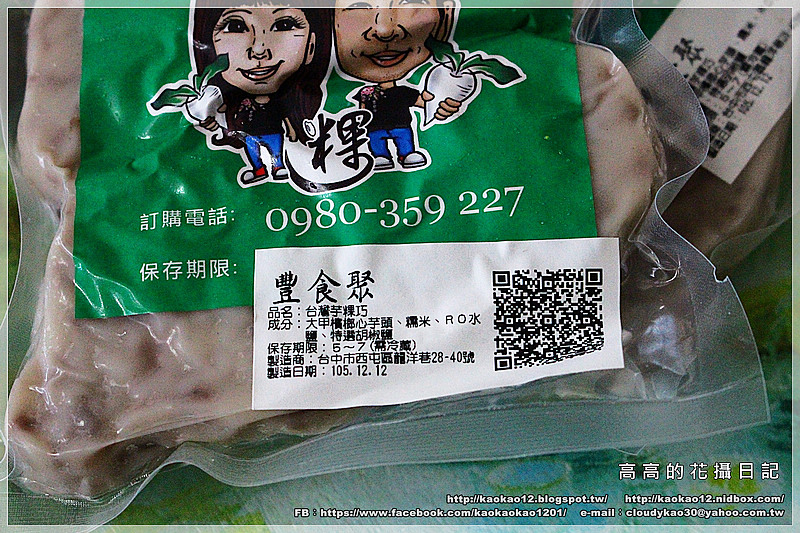 粿
訂購電話: 0980-359 227
保存期限:
豐食聚
品名：台灣芋粿巧
成分：大甲檳榔心芋頭、糯米、ＲＯ水
鹽、特選胡椒鹽
保存期限：５～７(需冷藏)
製造商：台中市西屯區龍洋巷28-40號
製造日期：105.12.12
聚
高高的花攝日記
http://kaokao12.blogspot.tw/ http://kaokao12.nidbox.com/
FB：https://www.facebook.com/kaokaokao1201/ e-mail：cloudykao30@yahoo.com.tw